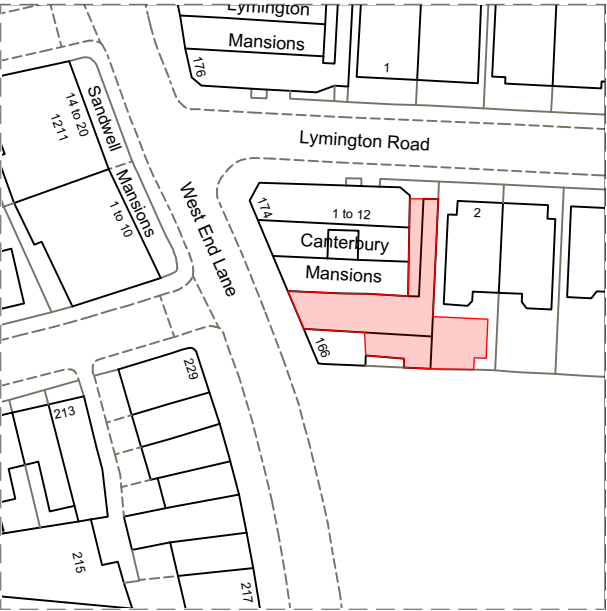 Lymington
Mansions
176
1
Sandwell
Mansions
14 to 20
1211
1 to 10
Lymington Road
West End Lane
174
1 to 12
Canterbury
Mansions
2
166
229
213
215
217